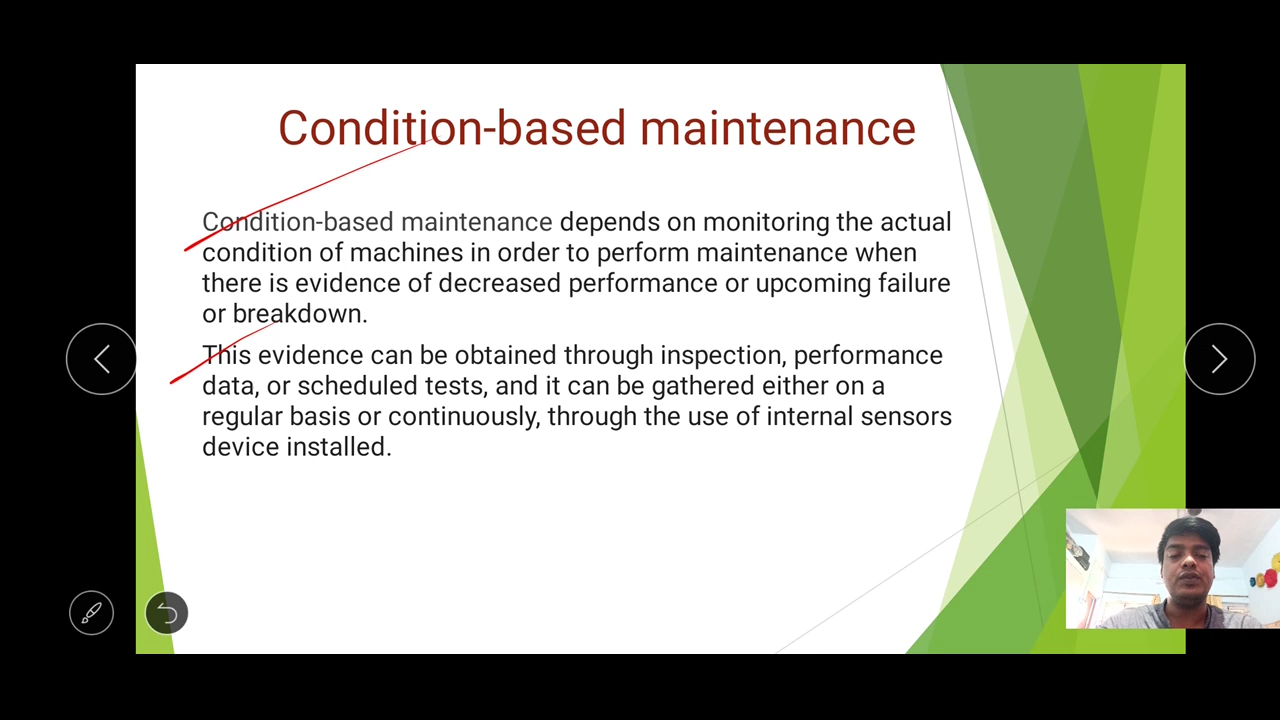 Condition-based maintenance
Condition-based maintenance depends on monitoring the actual
condition of machines in order to perform maintenance when
there is evidence of decreased performance or upcoming failure
or breakdown.
This evidence can be obtained through inspection, performance
data, or scheduled tests, and it can be gathered either on a
regular basis or continuously, through the use of internal sensors
device installed.